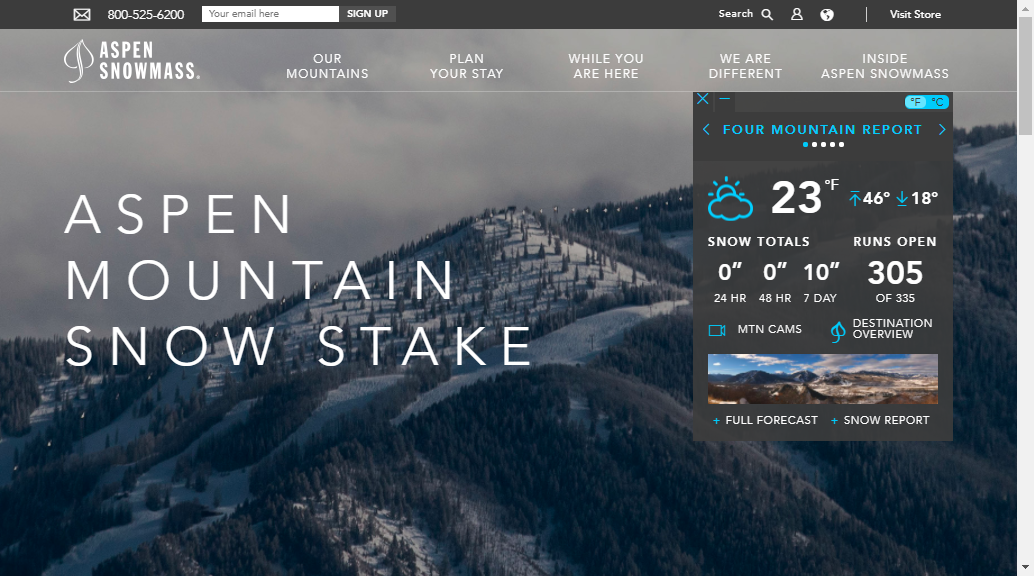 800-525-6200
Your email here
SIGN UP
Search
Visit Store
ASPEN
SNOWMASS®
OUR
MOUNTAINS
PLAN
YOUR STAY
WHILE YOU
ARE HERE
WE ARE
DIFFERENT
INSIDE
ASPEN SNOWMASS
°F °C
FOUR MOUNTAIN REPORT
23°F 46° 18°
SNOW TOTALS
0” 0” 10”
24 HR 48 HR 7 DAY
RUNS OPEN
305
OF 335
MTN CAMS
DESTINATION
OVERVIEW
+ FULL FORECAST + SNOW REPORT
ASPEN
MOUNTAIN
SNOW STAKE